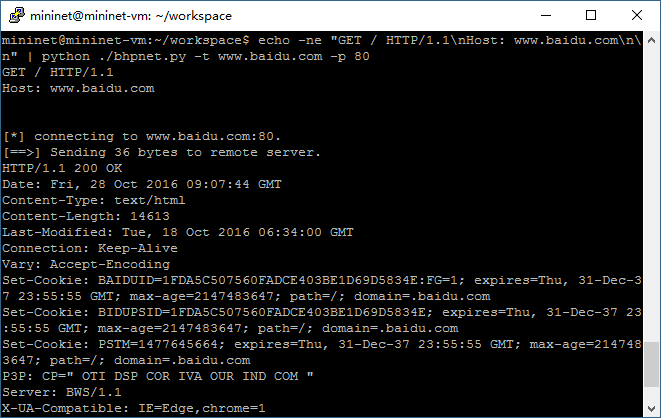 mininet@mininet-vm: ~/workspace
mininet@mininet-vm:~/workspace$ echo -ne "GET / HTTP/1.1\nHost: www.baidu.com\n\
n" | python ./bhpnet.py -t www.baidu.com -p 80
GET / HTTP/1.1
Host: www.baidu.com
[*] connecting to www.baidu.com:80.
[==>] Sending 36 bytes to remote server.
HTTP/1.1 200 OK
Date: Fri, 28 Oct 2016 09:07:44 GMT
Content-Type: text/html
Content-Length: 14613
Last-Modified: Tue, 18 Oct 2016 06:34:00 GMT
Connection: Keep-Alive
Vary: Accept-Encoding
Set-Cookie: BAIDUID=1FDA5C507560FADCE403BE1D69D5834E:FG=1; expires=Thu, 31-Dec-3
7 23:55:55 GMT; max-age=2147483647; path=/; domain=.baidu.com
Set-Cookie: BIDUPSID=1FDA5C507560FADCE403BE1D69D5834E; expires=Thu, 31-Dec-37 23
:55:55 GMT; max-age=2147483647; path=/; domain=.baidu.com
Set-Cookie: PSTM=1477645664; expires=Thu, 31-Dec-37 23:55:55 GMT; max-age=214748
3647; path=/; domain=.baidu.com
P3P: CP=" OTI DSP COR IVA OUR IND COM "
Server: BWS/1.1
X-UA-Compatible: IE=Edge,chrome=1